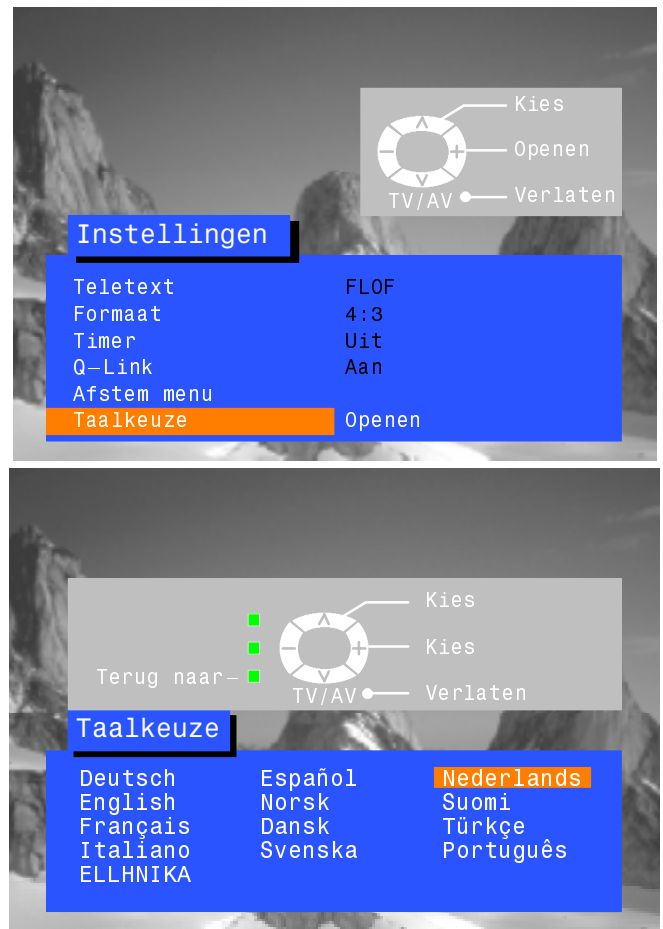 Kies
Openen
TV/AV Verlaten
Instellingen
Teletext FLOF
Formaat 4:3
Timer Uit
Q–Link Aan
Afstem menu
Taalkeuze Openen
Kies
Kies
Terug naar–
TV/AV Verlaten
Taalkeuze
Deutsch Español Nederlands
English Norsk Suomi
Français Dansk Türkçe
Italiano Svenska Português
ELLHNIKA